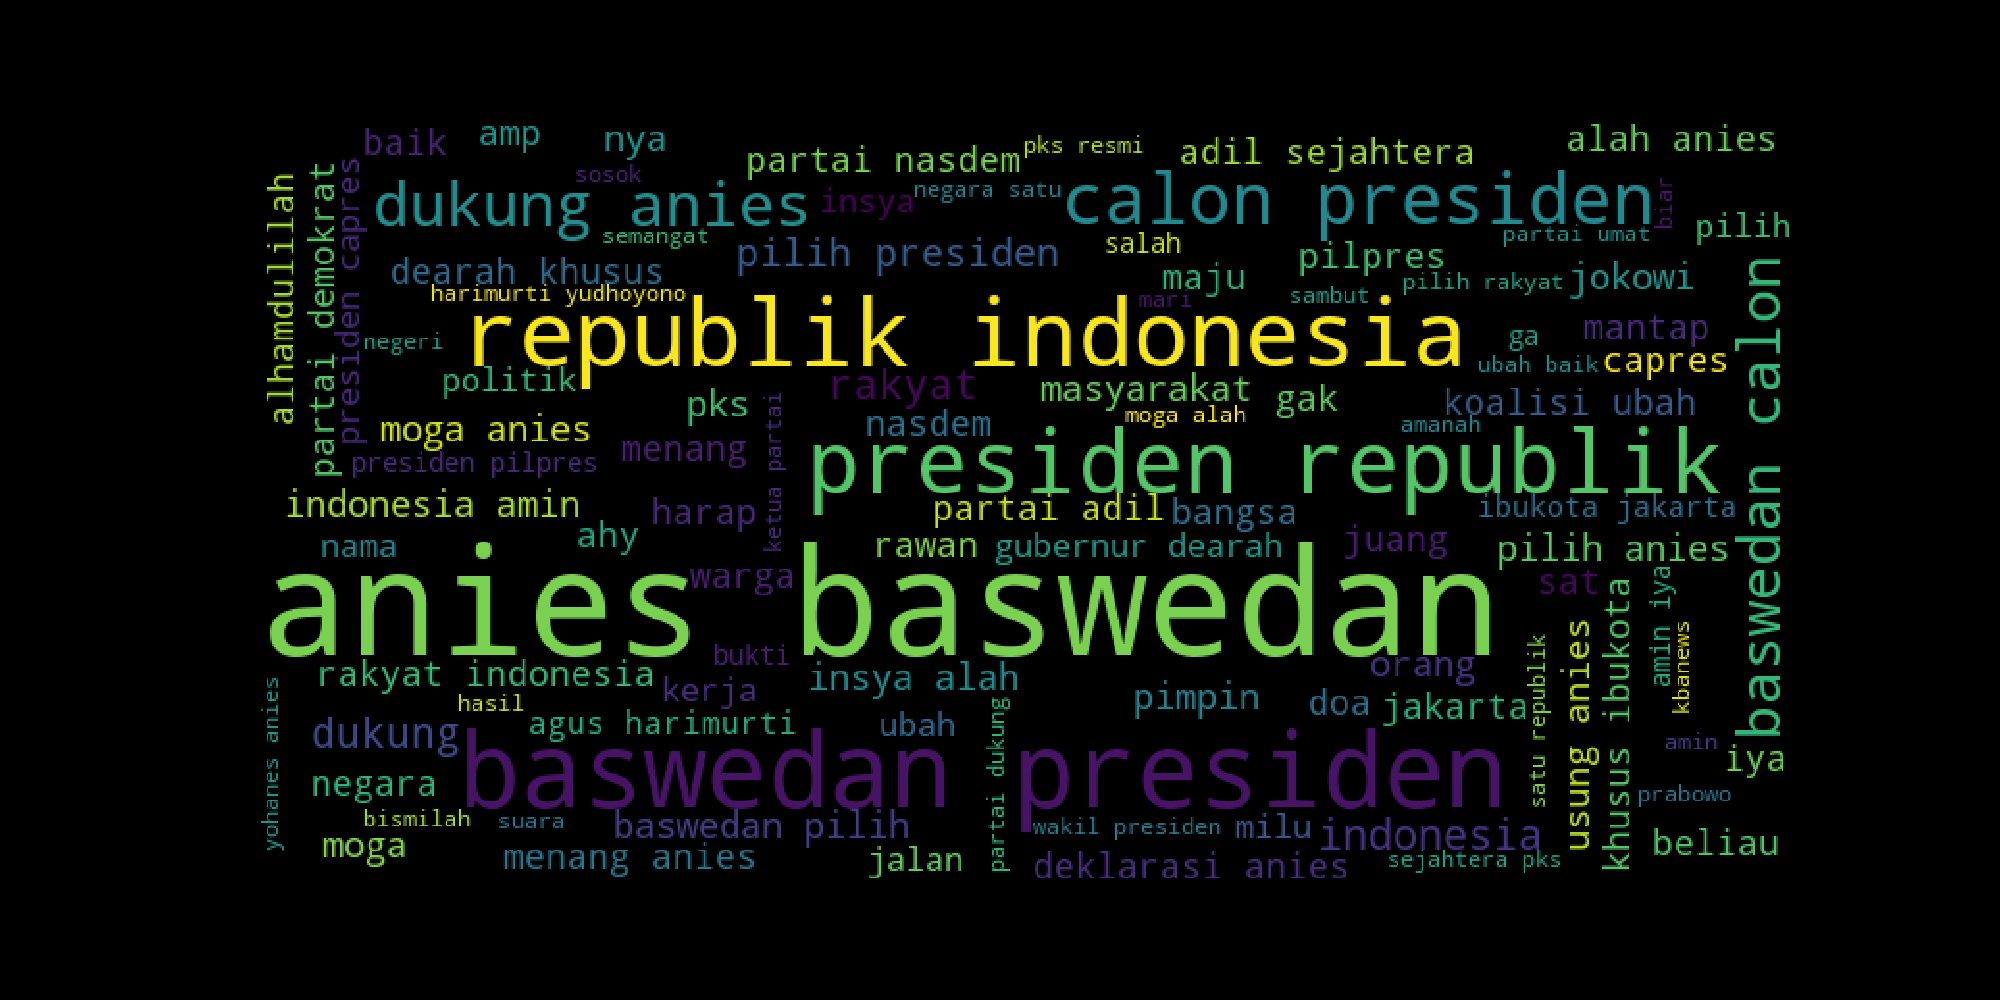 baik
amp
nya
partai nasdem
pks resmi
adil sejahtera
alah anies
alhamdulilah
partai demokrat
presiden capres
sosok
dukung anies
insya
negara satu
calon presiden
biar
pilih
semangat
pilih presiden
salah
partai umat
pilpres
dearah khusus
harimurti yudhoyono
maju
mari
sambut
pilih rakyat
jokowi
negeri
republik indonesia
ga
mantap
ubah baik
capres
baswedan calon
politik
pks
rakyat
masyarakat
gak
koalisi ubah
moga anies
nasdem
moga alah
amanah
presiden pilpres
menang
ketua partai
presiden republik
indonesia amin
harap
partai adil
bangsa
ibukota jakarta
nama
ahy
rawan
gubernur dearah
juang
pilih anies
anies baswedan
warga
sat
amin iya
khusus ibukota
usung anies
kbanews
satu republik
rakyat indonesia
bukti
orang
yohanes anies
hasil
kerja
insya alah
pimpin
doa
jakarta
dukung
agus harimurti
ubah
partai dukung
amin
iya
negara
baswedan presiden
prabowo
bismilah
suara
baswedan pilih
wakil presiden
milu
indonesia
beliau
moga
menang anies
jalan
deklarasi anies
sejahtera pks